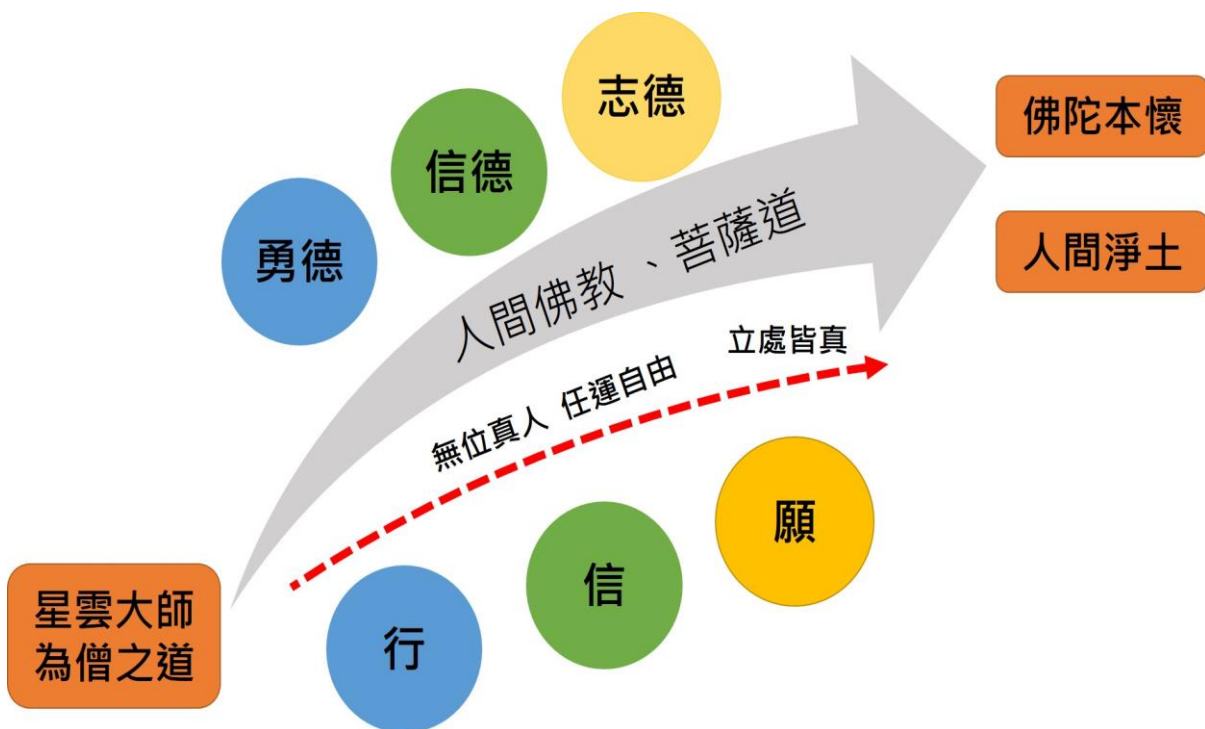 志德
信德
勇德
佛陀本懷
人間淨土
人間佛教 、菩薩道
立處皆真
無位真人 任運自由
願
信
行
星雲大師
為僧之道